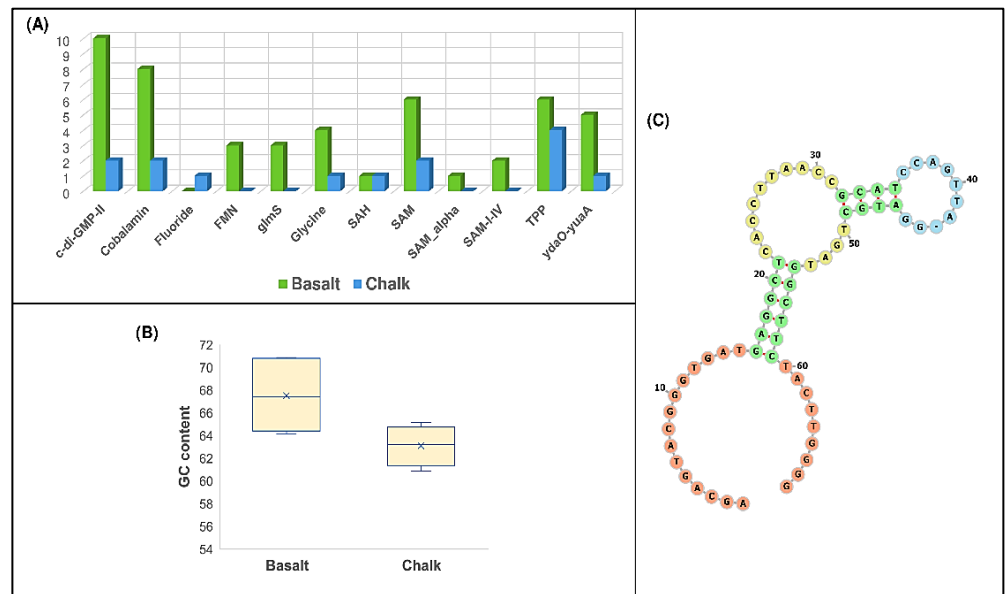 (A)
10
9
8
7
6
5
4
3
2
1
0
c-di-GMP-II
Cobalamin
Fluoride
FMN
glmS
Glycine
SAH
SAM
SAM_alpha
SAM-I-IV
TPP
ydaO-yuaA
Basalt Chalk
(B)
GC content
72
70
68
66
64
62
60
58
56
54
Basalt Chalk
(C)
A G C A G T A C G G G T G A T G A G G C T C A C C T T A A C C G C A T C C A G T T A - G G A T G C T G A T G G C T T C T A C T T G G G G
10
20
30
40
50
60